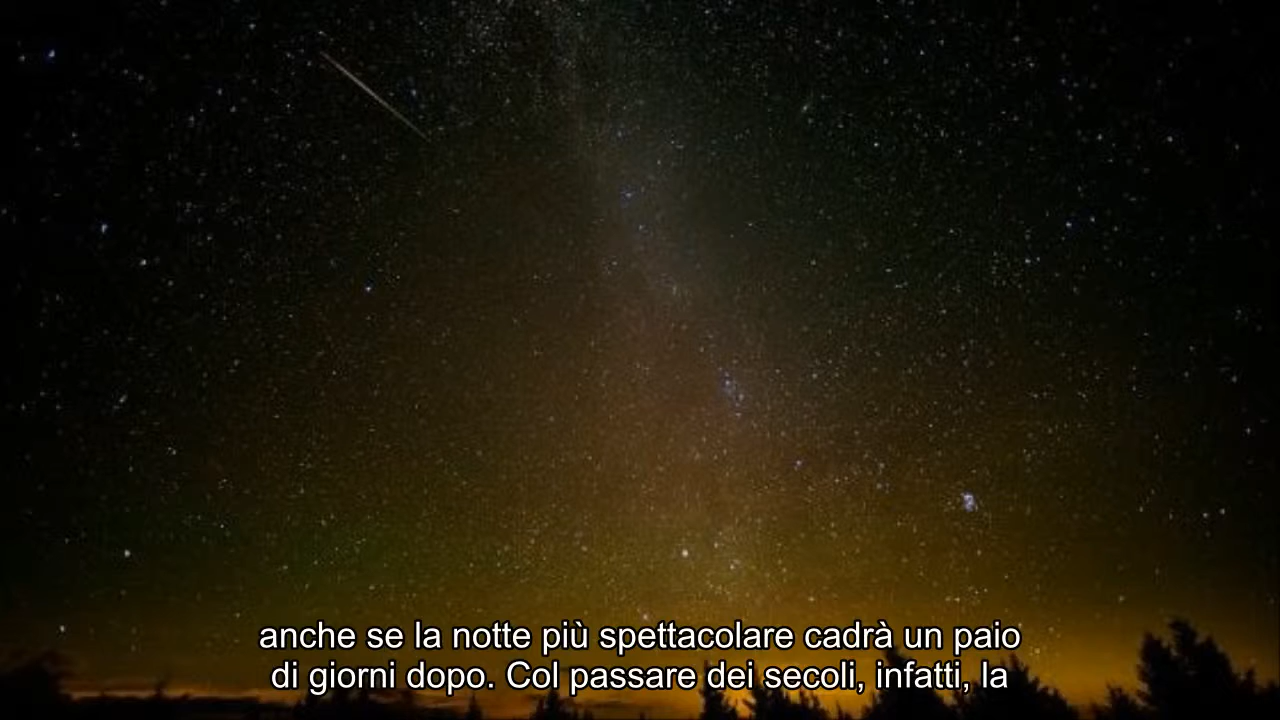 anche se la notte più spettacolare cadrà un paio
di giorni dopo. Col passare dei secoli, infatti, la